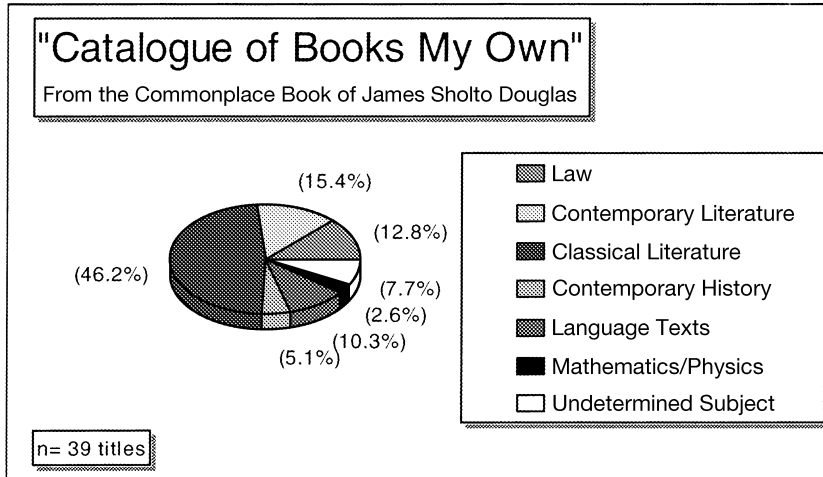 "Catalogue of Books My Own"
From the Commonplace Book of James Sholto Douglas
(15.4%)
(12.8%)
(46.2%)
(7.7%)
(2.6%)
(10.3%)
(5.1%)
Law
Contemporary Literature
Classical Literature
Contemporary History
Language Texts
Mathematics/Physics
Undetermined Subject
n= 39 titles